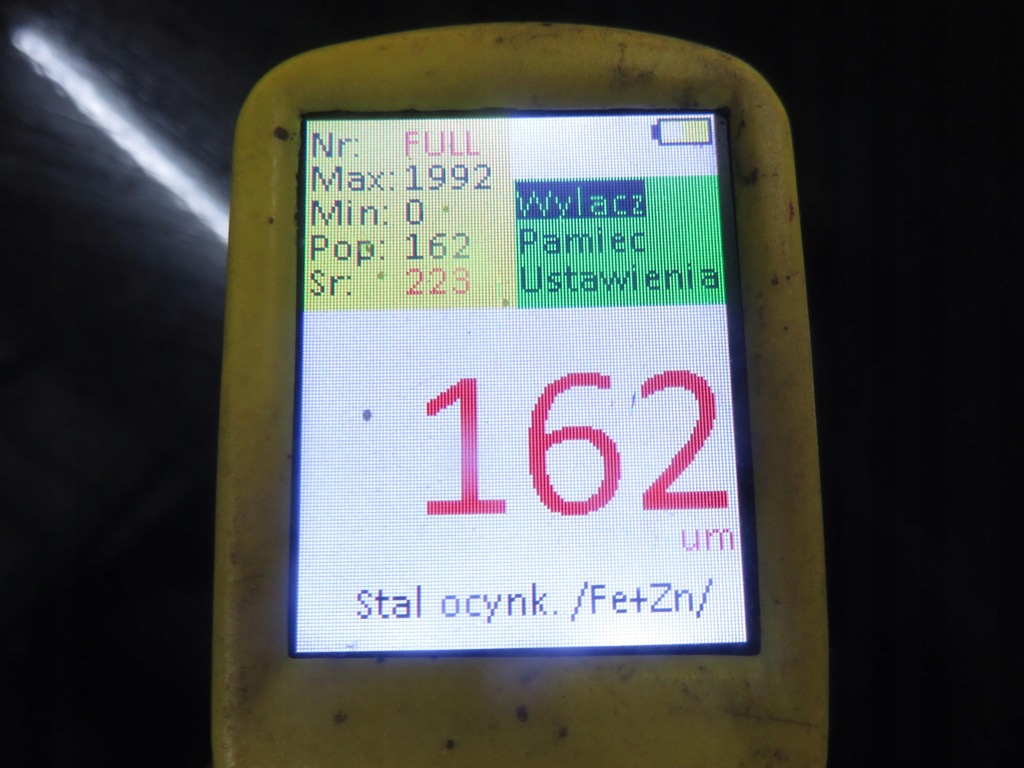 Nr: FULL
Max: 1992
Min: 0
Pop: 162
Sr: 223
Wylacz
Pamiec
Ustawienia
162
um
Stal ocynk. /Fe+Zn/